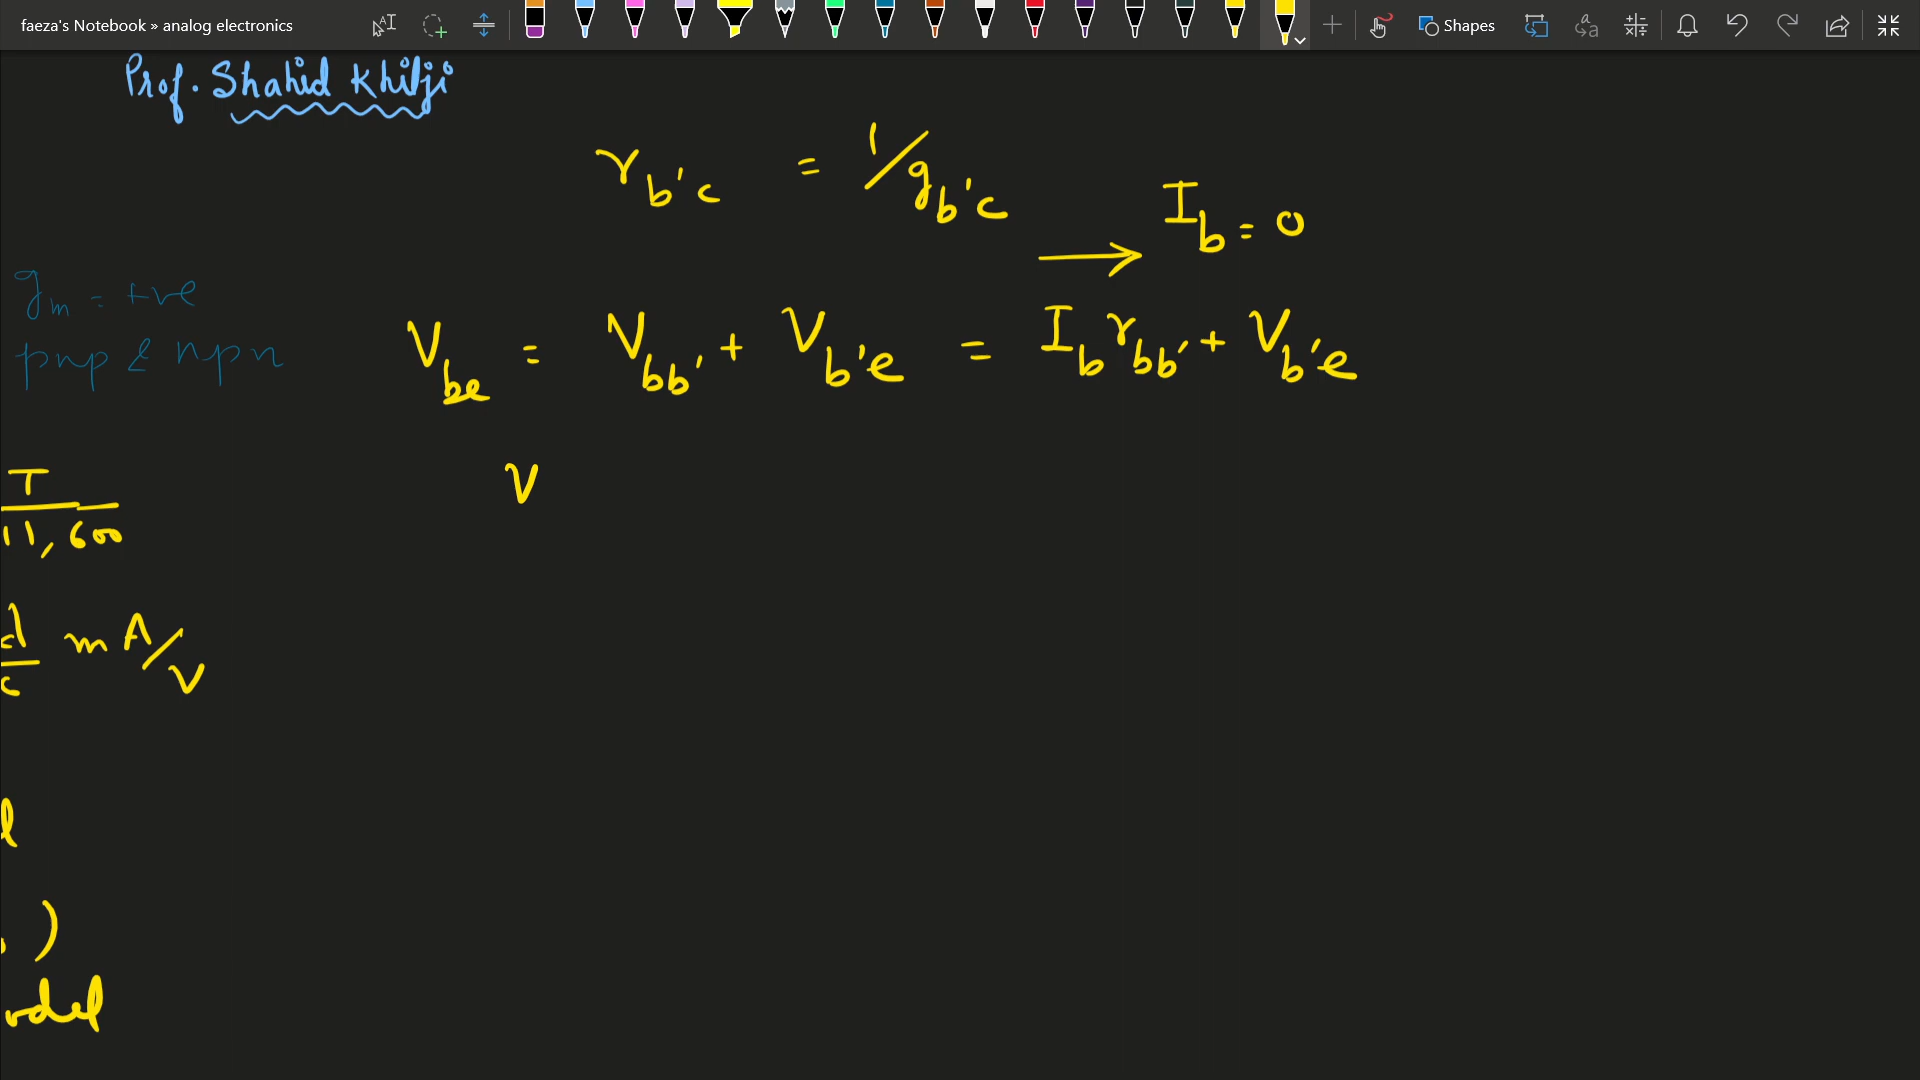 faeza's Notebook » analog electronics
Shapes
Prof. Shahid Khilji
r_b'c = 1/g_b'c
I_b = 0
g_m = +ve
pnp & npn
V_be = V_bb' + V_b'e = I_b r_bb' + V_b'e
V
T
11,600
mA/V
c
)
odel